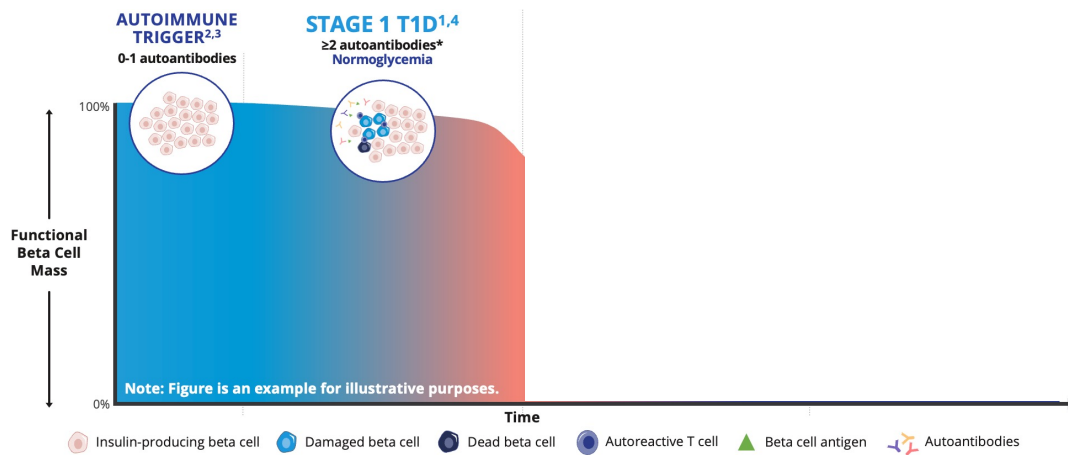 AUTOIMMUNE
TRIGGER2,3
0-1 autoantibodies
STAGE 1 T1D1,4
≥2 autoantibodies*
Normoglycemia
100%
Functional
Beta Cell
Mass
0%
Note: Figure is an example for illustrative purposes.
Time
Insulin-producing beta cell
Damaged beta cell
Dead beta cell
Autoreactive T cell
Beta cell antigen
Autoantibodies